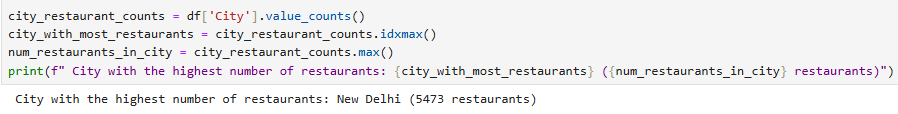 city_restaurant_counts = df['City'].value_counts()
city_with_most_restaurants = city_restaurant_counts.idxmax()
num_restaurants_in_city = city_restaurant_counts.max()
print(f" City with the highest number of restaurants: {city_with_most_restaurants} ({num_restaurants_in_city} restaurants)")
City with the highest number of restaurants: New Delhi (5473 restaurants)